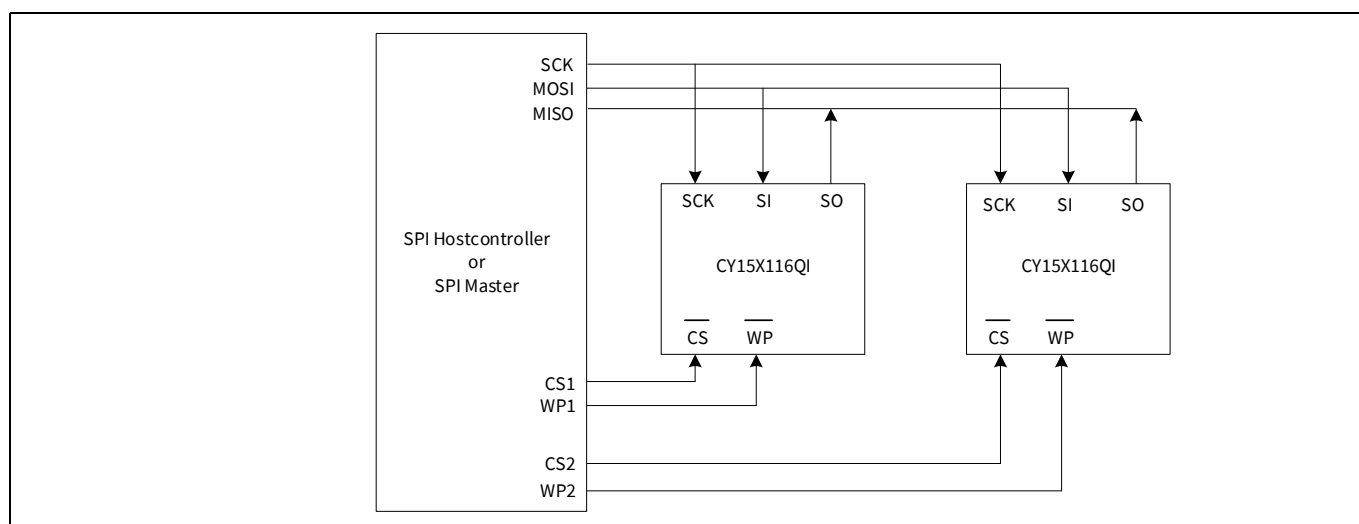 SCK
MOSI
MISO
SPI Hostcontroller
or
SPI Master
CS1
WP1
CS2
WP2
SCK SI SO
CY15X116QI
CS WP
SCK SI SO
CY15X116QI
CS WP